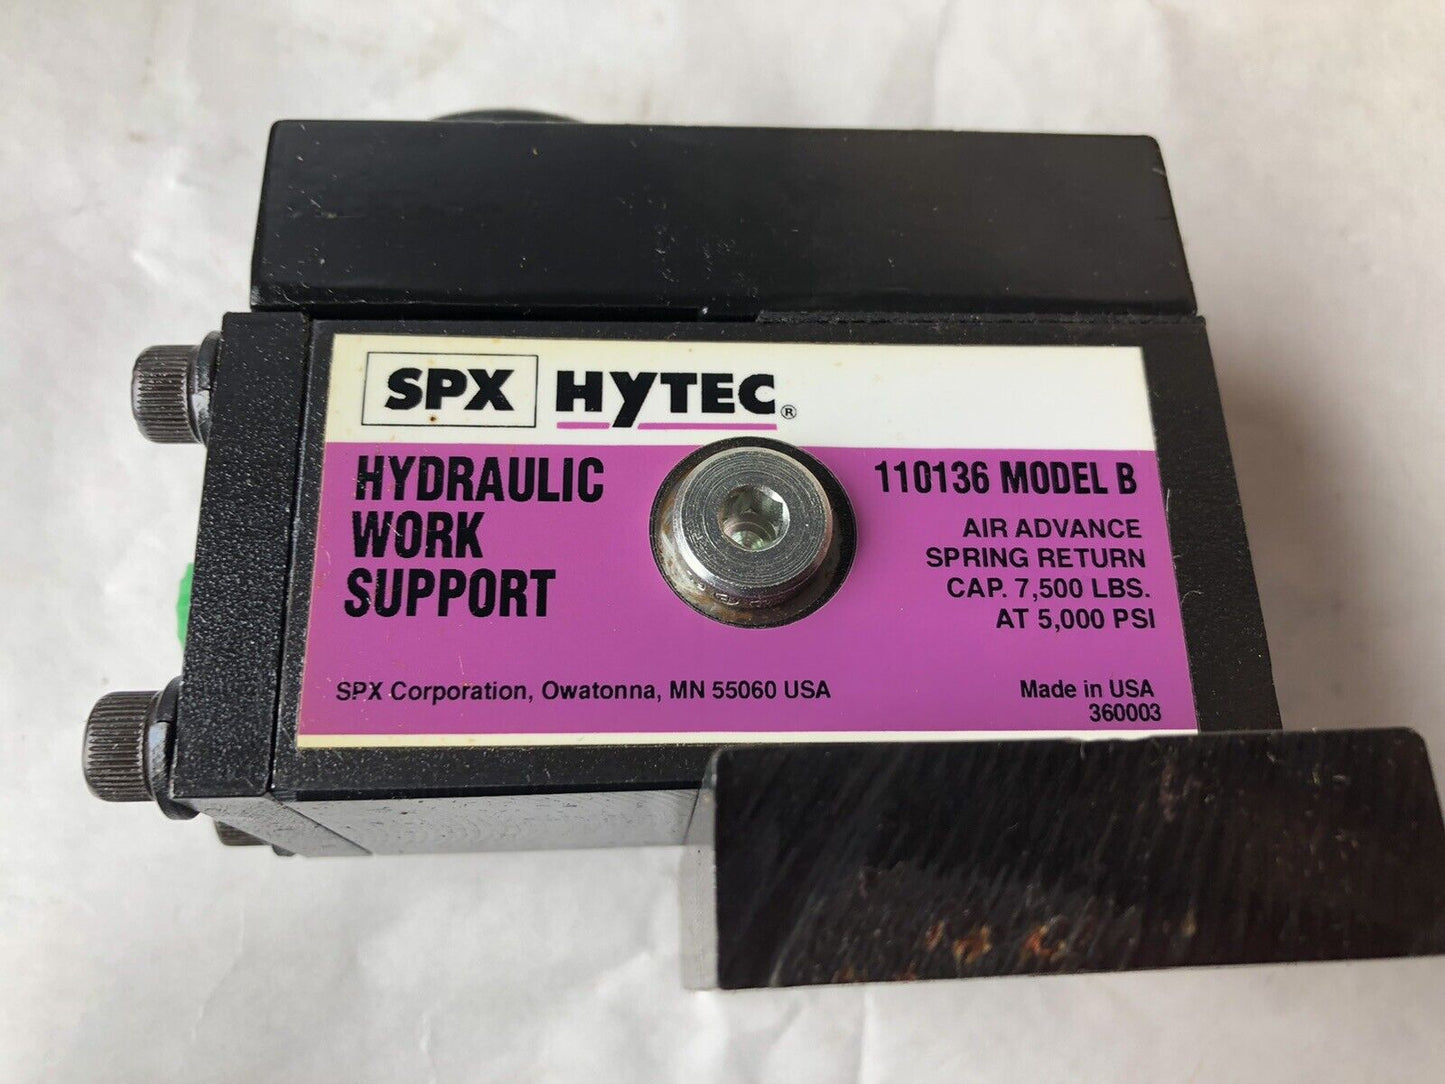 SPX HYTEC®
HYDRAULIC
WORK
SUPPORT
110136 MODEL B
AIR ADVANCE
SPRING RETURN
CAP. 7,500 LBS.
AT 5,000 PSI
SPX Corporation, Owatonna, MN 55060 USA
Made in USA
360003